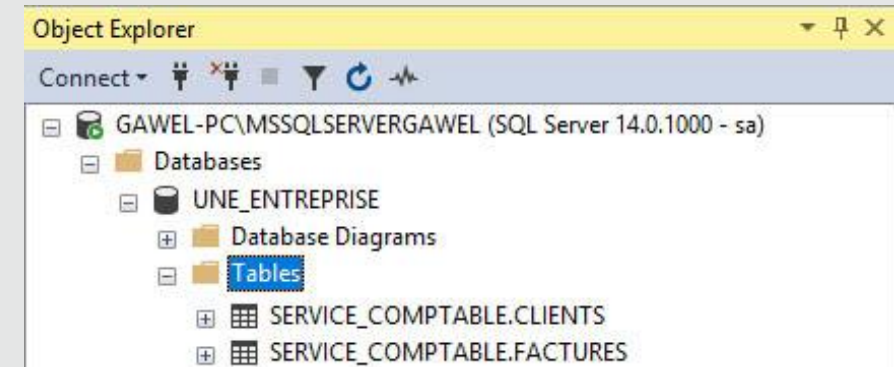 Object Explorer
Connect
GAWEL-PC\MSSQLSERVERGAWEL (SQL Server 14.0.1000 - sa)
Databases
UNE_ENTREPRISE
Database Diagrams
Tables
SERVICE_COMPTABLE.CLIENTS
SERVICE_COMPTABLE.FACTURES